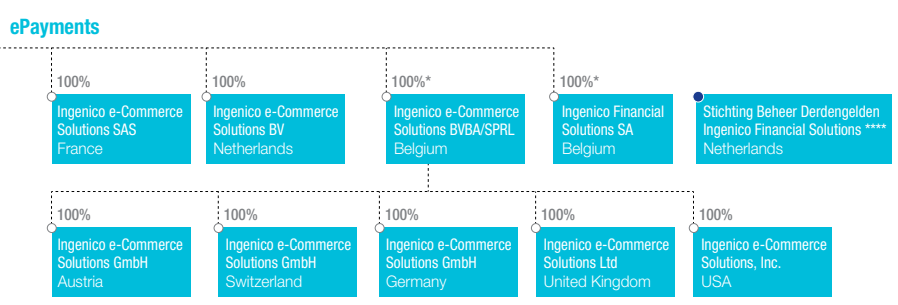 ePayments
100%
Ingenico e-Commerce
Solutions SAS
France
100%
Ingenico e-Commerce
Solutions BV
Netherlands
100%*
Ingenico e-Commerce
Solutions BVBA/SPRL
Belgium
100%*
Ingenico Financial
Solutions SA
Belgium
Stichting Beheer Derdengelden
Ingenico Financial Solutions ****
Netherlands
100%
Ingenico e-Commerce
Solutions GmbH
Austria
100%
Ingenico e-Commerce
Solutions GmbH
Switzerland
100%
Ingenico e-Commerce
Solutions GmbH
Germany
100%
Ingenico e-Commerce
Solutions Ltd
United Kingdom
100%
Ingenico e-Commerce
Solutions, Inc.
USA